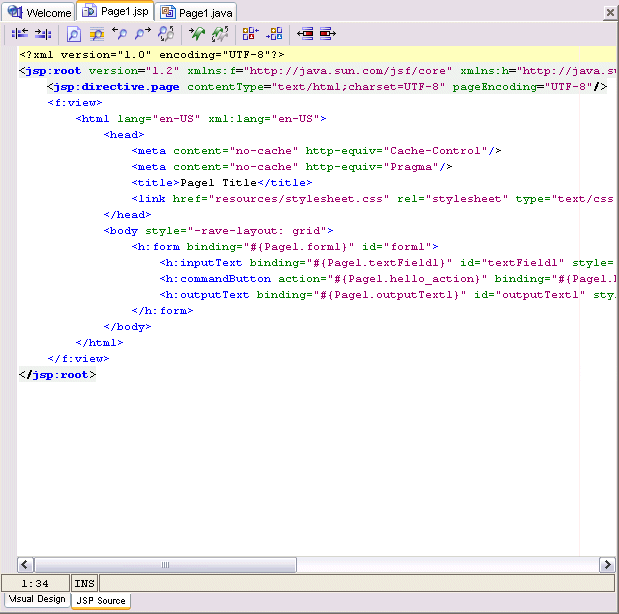 Welcome Page1.jsp Page1.java
<?xml version="1.0" encoding="UTF-8"?>
<jsp:root version="1.2" xmlns:f="http://java.sun.com/jsf/core" xmlns:h="http://java.su
<jsp:directive.page contentType="text/html;charset=UTF-8" pageEncoding="UTF-8"/>
<f:view>
<html lang="en-US" xml:lang="en-US">
<head>
<meta content="no-cache" http-equiv="Cache-Control"/>
<meta content="no-cache" http-equiv="Pragma"/>
<title>Page1 Title</title>
<link href="resources/stylesheet.css" rel="stylesheet" type="text/css
</head>
<body style="-rave-layout: grid">
<h:form binding="#{Page1.form1}" id="form1">
<h:inputText binding="#{Page1.textField1}" id="textField1" style=
<h:commandButton action="#{Page1.hello_action}" binding="#{Page1.
<h:outputText binding="#{Page1.outputText1}" id="outputText1" sty
</h:form>
</body>
</html>
</f:view>
</jsp:root>
1:34 INS
Visual Design JSP Source